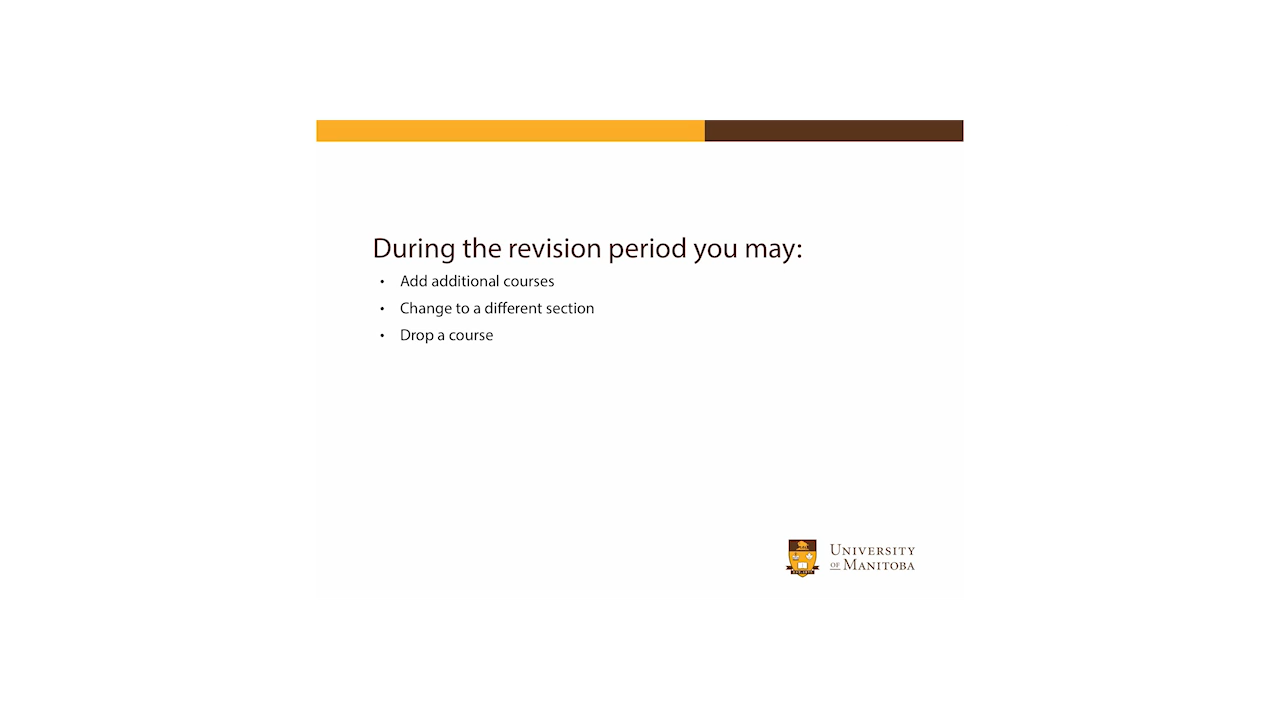 During the revision period you may:
• Add additional courses
• Change to a different section
• Drop a course
UNIVERSITY
OF MANITOBA